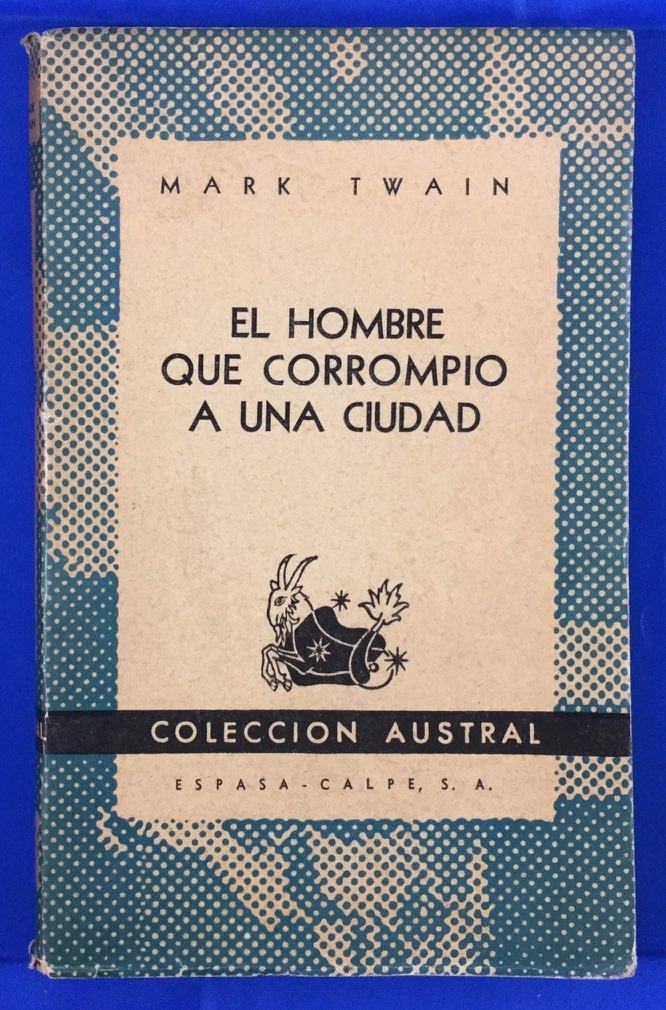 MARK TWAIN
EL HOMBRE
QUE CORROMPIO
A UNA CIUDAD
COLECCION AUSTRAL
ESPASA-CALPE, S. A.